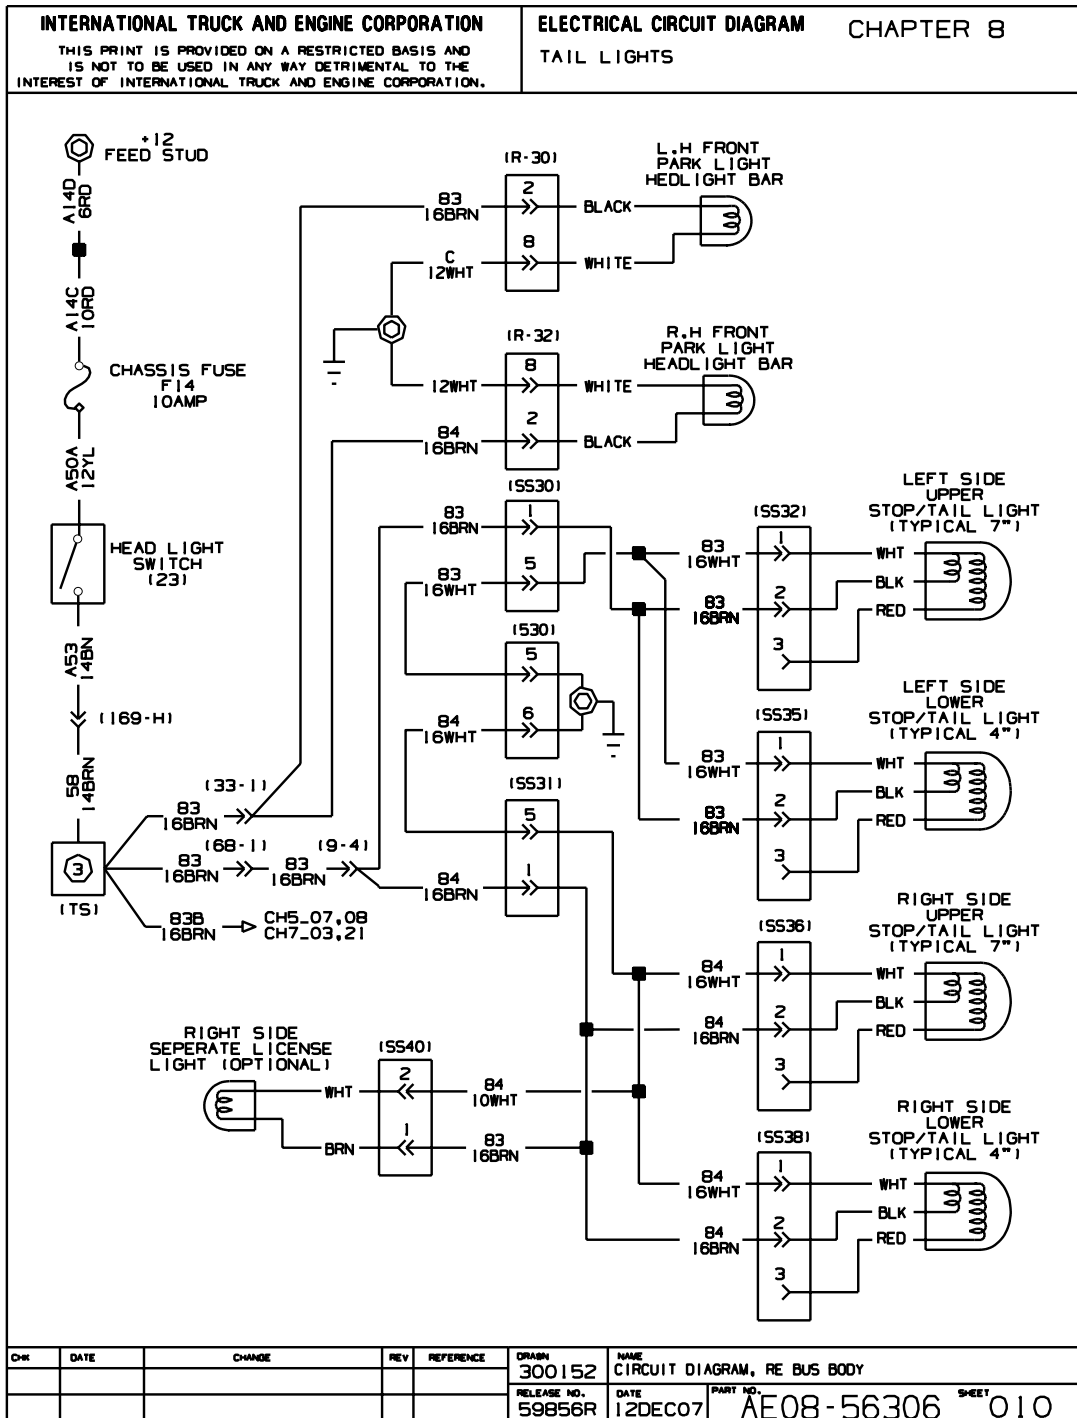 INTERNATIONAL TRUCK AND ENGINE CORPORATION
THIS PRINT IS PROVIDED ON A RESTRICTED BASIS AND
IS NOT TO BE USED IN ANY WAY DETRIMENTAL TO THE
INTEREST OF INTERNATIONAL TRUCK AND ENGINE CORPORATION.
ELECTRICAL CIRCUIT DIAGRAM
CHAPTER 8
TAIL LIGHTS
+12
FEED STUD
A14D
6RD
A14C
10RD
CHASSIS FUSE
F14
10AMP
A50A
12YL
HEAD LIGHT
SWITCH
(23)
A53
14BN
(169-H)
58
14BRN
3
(TS)
83
16BRN
(33-1)
83
16BRN
(68-1)
83
16BRN
(9-4)
83B
16BRN
CH5_07,08
CH7_03,21
(R-30)
83
16BRN
2
BLACK
C
12WHT
8
WHITE
L.H FRONT
PARK LIGHT
HEDLIGHT BAR
(R-32)
12WHT
8
WHITE
84
16BRN
2
BLACK
R.H FRONT
PARK LIGHT
HEADLIGHT BAR
(SS30)
83
16BRN
1
83
16WHT
5
(530)
5
84
16WHT
6
(SS31)
5
84
16BRN
1
(SS32)
83
16WHT
1
WHT
83
16BRN
2
BLK
RED
3
LEFT SIDE
UPPER
STOP/TAIL LIGHT
(TYPICAL 7")
(SS35)
83
16WHT
1
WHT
83
16BRN
2
BLK
RED
3
LEFT SIDE
LOWER
STOP/TAIL LIGHT
(TYPICAL 4")
(SS36)
84
16WHT
1
WHT
84
16BRN
2
BLK
RED
3
RIGHT SIDE
UPPER
STOP/TAIL LIGHT
(TYPICAL 7")
RIGHT SIDE
SEPERATE LICENSE
LIGHT (OPTIONAL)
(SS40)
WHT
2
84
10WHT
BRN
1
83
16BRN
(SS38)
84
16WHT
1
WHT
84
16BRN
2
BLK
RED
3
RIGHT SIDE
LOWER
STOP/TAIL LIGHT
(TYPICAL 4")
CHK DATE CHANGE REV REFERENCE
DRAWN
300152
NAME
CIRCUIT DIAGRAM, RE BUS BODY
RELEASE NO.
59856R
DATE
12DEC07
PART NO.
AE08-56306
SHEET
010